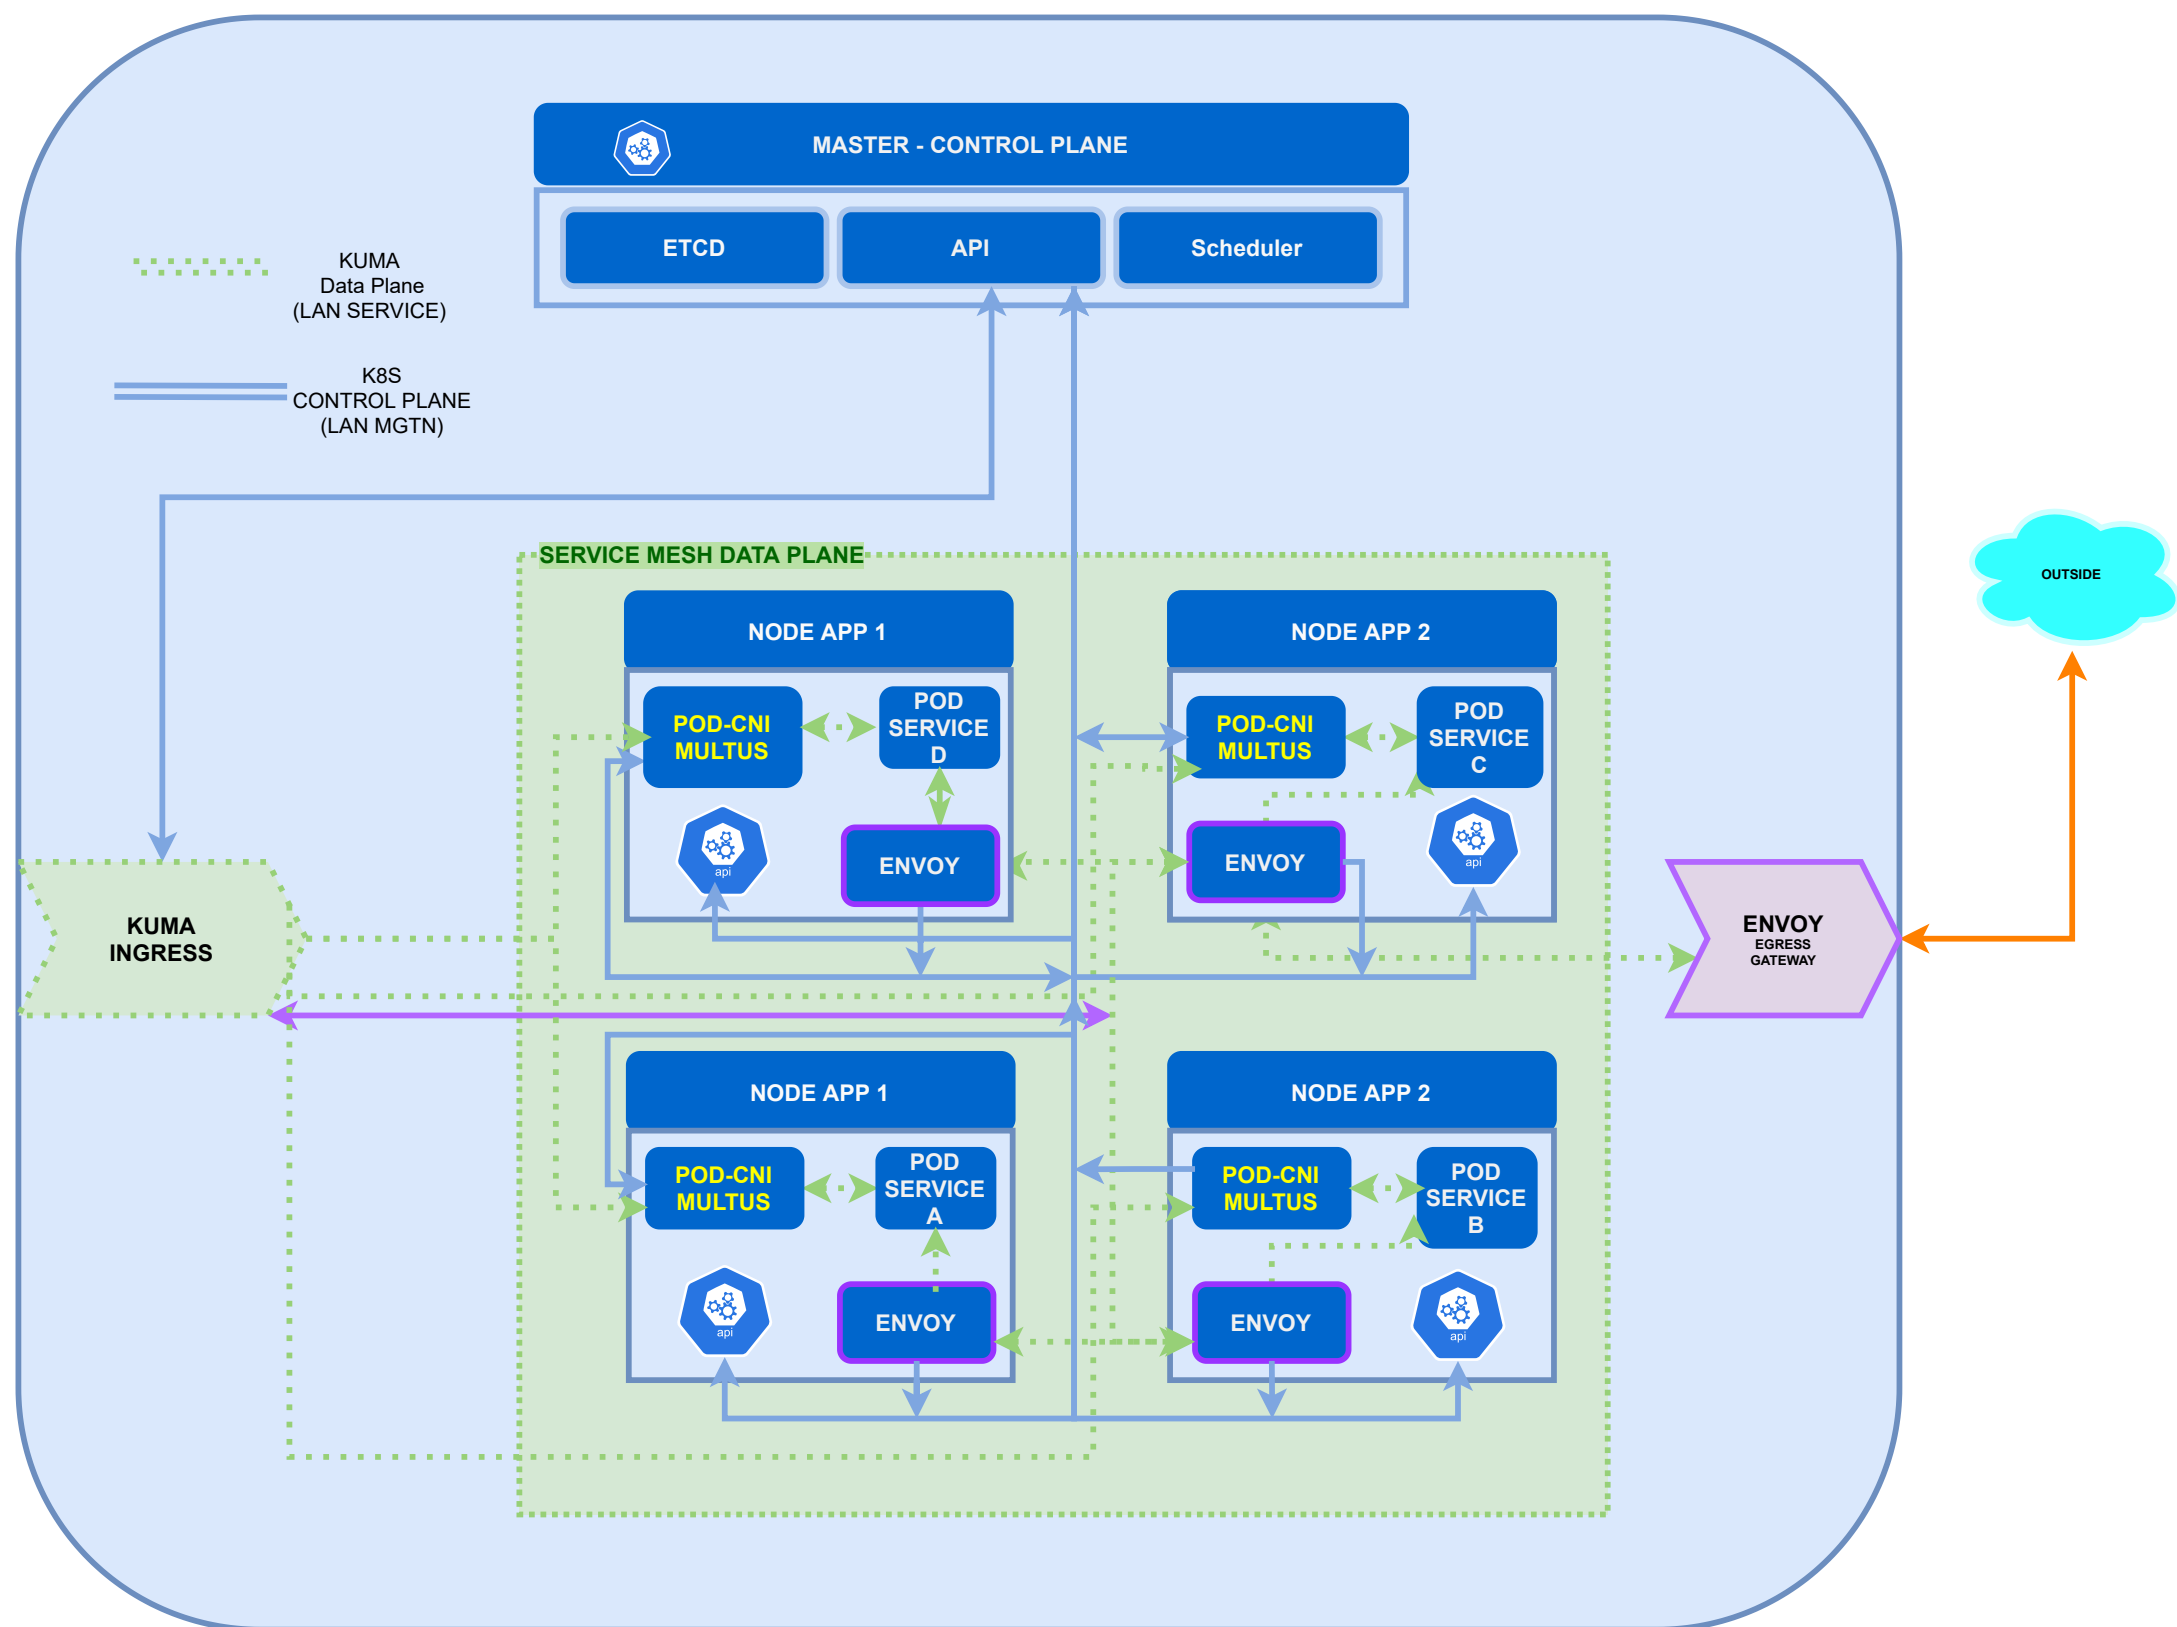 MASTER - CONTROL PLANE
ETCD
API
Scheduler
KUMA
Data Plane
(LAN SERVICE)
K8S
CONTROL PLANE
(LAN MGTN)
SERVICE MESH DATA PLANE
OUTSIDE
NODE APP 1
POD-CNI
MULTUS
POD
SERVICE
D
api
ENVOY
NODE APP 2
POD-CNI
MULTUS
POD
SERVICE
C
ENVOY
api
KUMA
INGRESS
ENVOY
EGRESS
GATEWAY
NODE APP 1
POD-CNI
MULTUS
POD
SERVICE
A
api
ENVOY
NODE APP 2
POD-CNI
MULTUS
POD
SERVICE
B
ENVOY
api